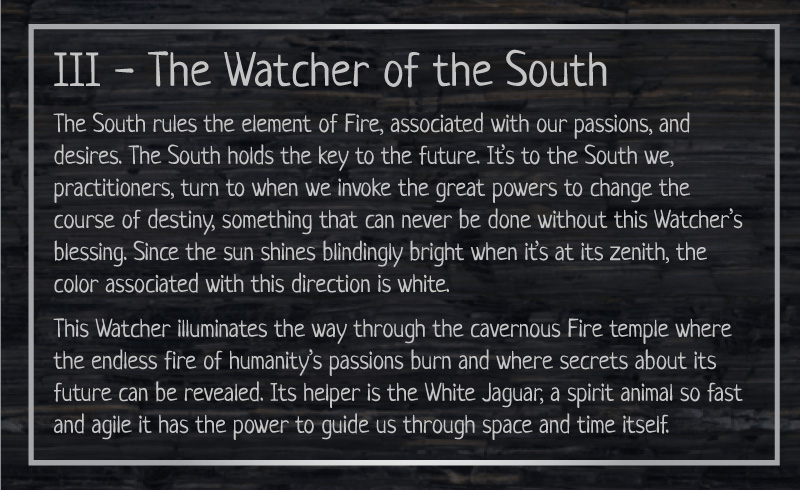 III - The Watcher of the South
The South rules the element of Fire, associated with our passions, and
desires. The South holds the key to the future. It's to the South we,
practitioners, turn to when we invoke the great powers to change the
course of destiny, something that can never be done without this Watcher's
blessing. Since the sun shines blindingly bright when it's at its zenith, the
color associated with this direction is white.
This Watcher illuminates the way through the cavernous Fire temple where
the endless fire of humanity's passions burn and where secrets about its
future can be revealed. Its helper is the White Jaguar, a spirit animal so fast
and agile it has the power to guide us through space and time itself.